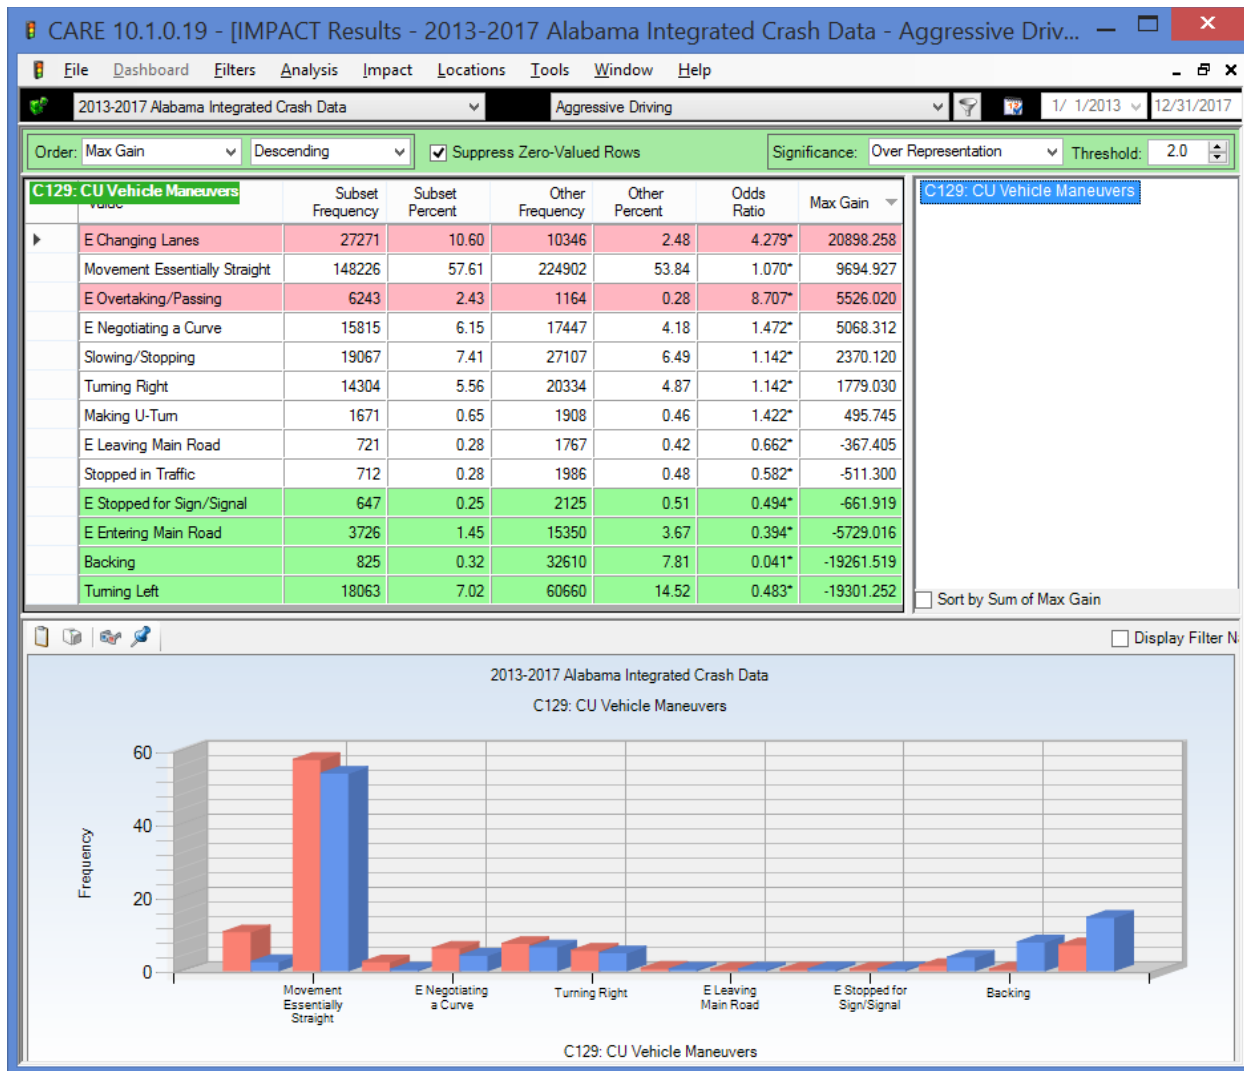 CARE 10.1.0.19 - [IMPACT Results - 2013-2017 Alabama Integrated Crash Data - Aggressive Driv...
File Dashboard Filters Analysis Impact Locations Tools Window Help
2013-2017 Alabama Integrated Crash Data Aggressive Driving 1/ 1/2013 12/31/2017
Order: Max Gain Descending Suppress Zero-Valued Rows Significance: Over Representation Threshold: 2.0
C129: CU Vehicle Maneuvers Subset Frequency Subset Percent Other Frequency Other Percent Odds Ratio Max Gain C129: CU Vehicle Maneuvers
E Changing Lanes 27271 10.60 10346 2.48 4.279* 20898.258
Movement Essentially Straight 148226 57.61 224902 53.84 1.070* 9694.927
E Overtaking/Passing 6243 2.43 1164 0.28 8.707* 5526.020
E Negotiating a Curve 15815 6.15 17447 4.18 1.472* 5068.312
Slowing/Stopping 19067 7.41 27107 6.49 1.142* 2370.120
Turning Right 14304 5.56 20334 4.87 1.142* 1779.030
Making U-Turn 1671 0.65 1908 0.46 1.422* 495.745
E Leaving Main Road 721 0.28 1767 0.42 0.662* -367.405
Stopped in Traffic 712 0.28 1986 0.48 0.582* -511.300
E Stopped for Sign/Signal 647 0.25 2125 0.51 0.494* -661.919
E Entering Main Road 3726 1.45 15350 3.67 0.394* -5729.016
Backing 825 0.32 32610 7.81 0.041* -19261.519
Turning Left 18063 7.02 60660 14.52 0.483* -19301.252
Sort by Sum of Max Gain
Display Filter N
2013-2017 Alabama Integrated Crash Data
C129: CU Vehicle Maneuvers
60
40
20
0
Frequency
Movement Essentially Straight
E Negotiating a Curve
Turning Right
E Leaving Main Road
E Stopped for Sign/Signal
Backing
C129: CU Vehicle Maneuvers